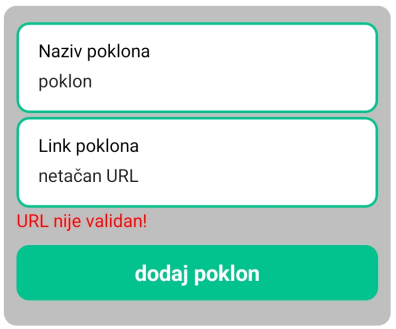 Naziv poklona
poklon
Link poklona
netačan URL
URL nije validan!
dodaj poklon